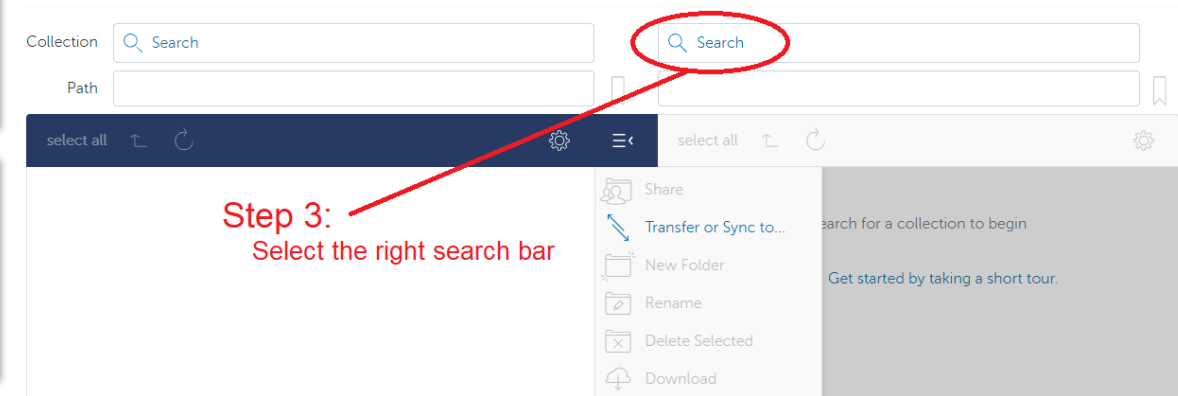 Collection Search Search
Path
select all select all
Share
Step 3:
Transfer or Sync to... earch for a collection to begin
Select the right search bar
New Folder
Get started by taking a short tour.
Rename
Delete Selected
Download